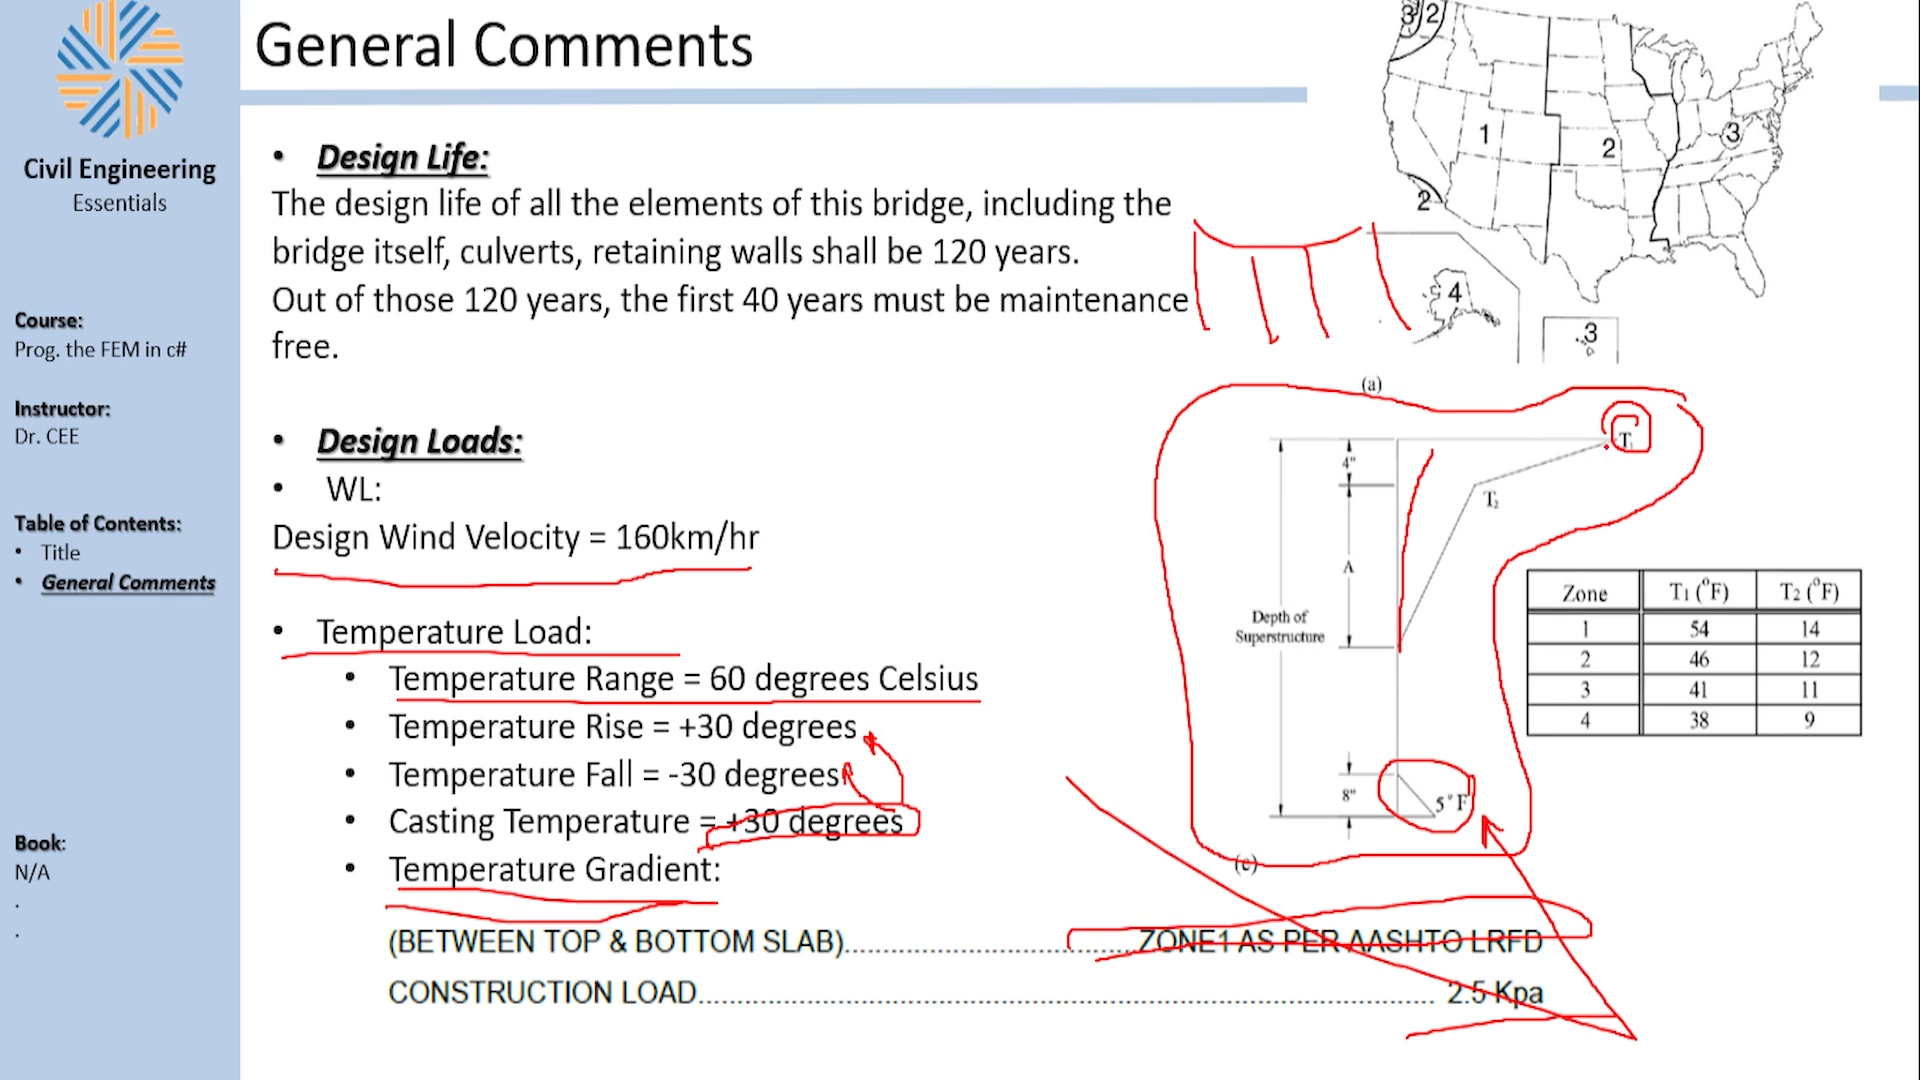 General Comments
Civil Engineering
Essentials
Course:
Prog. the FEM in c#
Instructor:
Dr. CEE
Table of Contents:
• Title
• General Comments
Book:
N/A
.
.
• Design Life:
The design life of all the elements of this bridge, including the
bridge itself, culverts, retaining walls shall be 120 years.
Out of those 120 years, the first 40 years must be maintenance
free.
• Design Loads:
• WL:
Design Wind Velocity = 160km/hr
• Temperature Load:
• Temperature Range = 60 degrees Celsius
• Temperature Rise = +30 degrees
• Temperature Fall = -30 degrees
• Casting Temperature = +30 degrees
• Temperature Gradient:
(BETWEEN TOP & BOTTOM SLAB)..............................ZONE1 AS PER AASHTO LRFD
CONSTRUCTION LOAD.......................................................................... 2.5 Kpa
3 2
1
2
3
2
4
3
(a)
4"
T1
T2
A
Depth of
Superstructure
8"
5°F
(c)
Zone T1 (°F) T2 (°F)
1 54 14
2 46 12
3 41 11
4 38 9